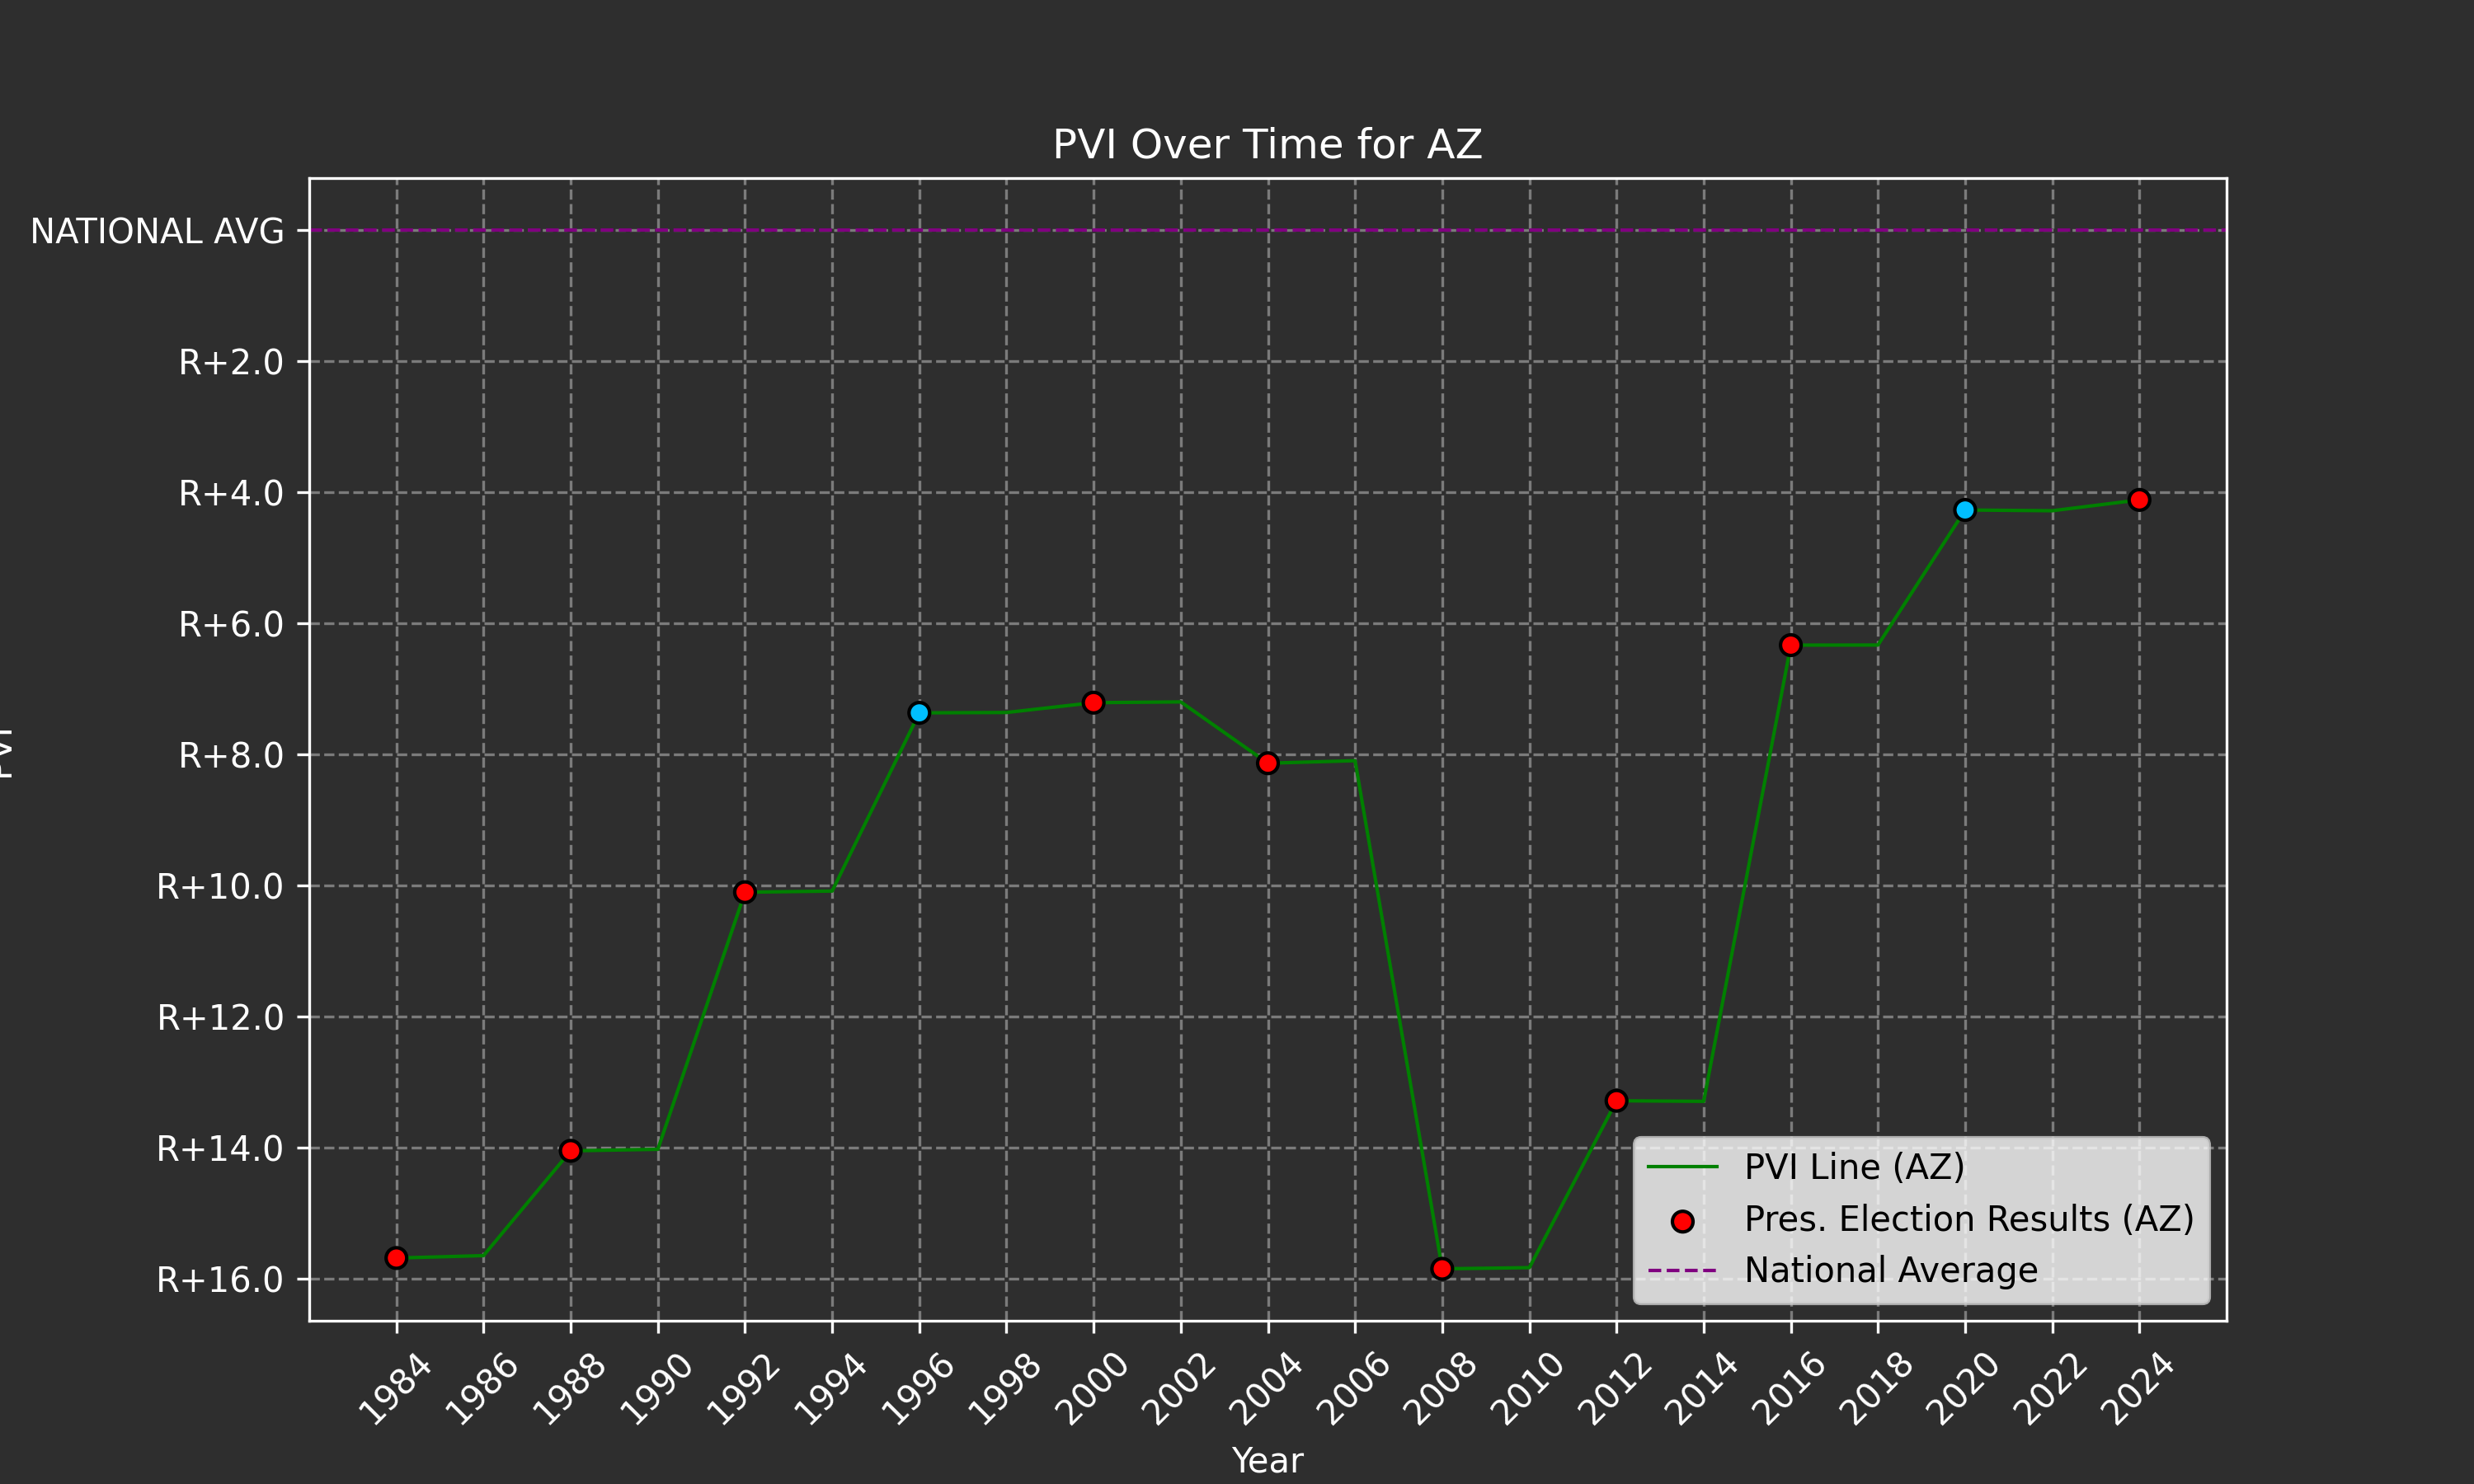 PVI Over Time for AZ
NATIONAL AVG
R+2.0
R+4.0
R+6.0
R+8.0
R+10.0
R+12.0
R+14.0
R+16.0
PVI
PVI Line (AZ)
Pres. Election Results (AZ)
National Average
1984
1986
1988
1990
1992
1994
1996
1998
2000
2002
2004
2006
2008
2010
2012
2014
2016
2018
2020
2022
2024
Year